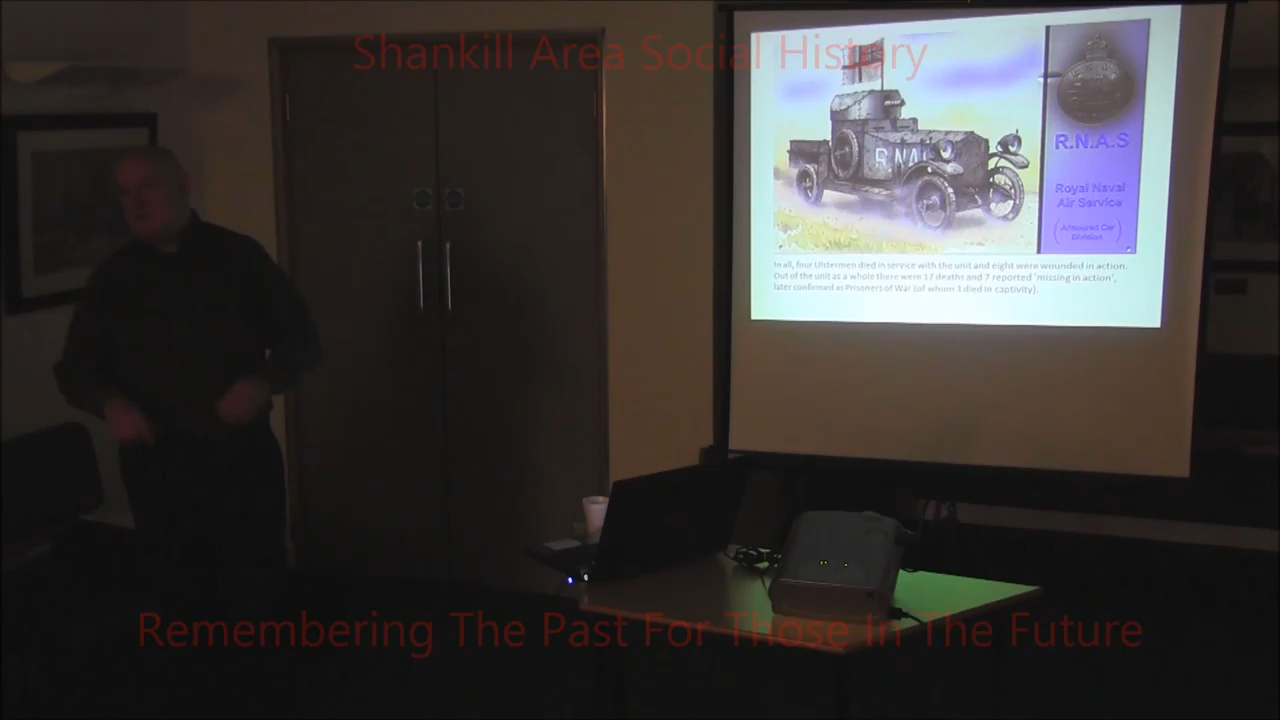 Shankill Area Social History
R.N.A
R.N.A.S
Royal Naval
Air Service
(Armoured Car
Division)
In all, four Ulstermen died in service with the unit and eight were wounded in action.
Out of the unit as a whole there were 17 deaths and 7 reported 'missing in action',
later confirmed as Prisoners of War (of whom 3 died in captivity).
Remembering The Past For Those In The Future